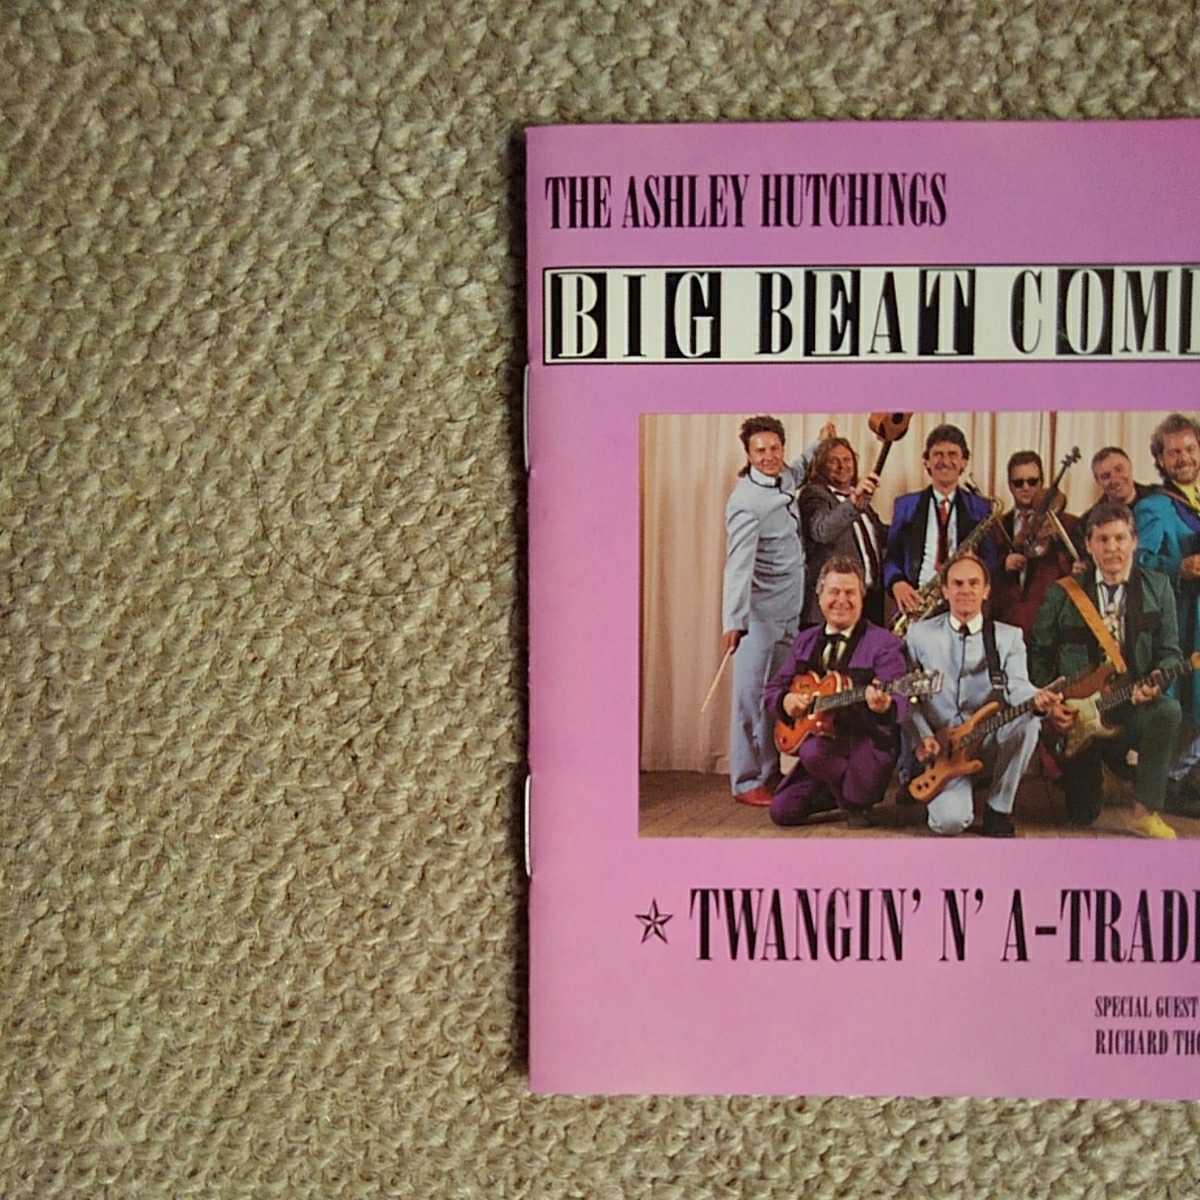 THE ASHLEY HUTCHINGS
BIG BEAT COM
★ TWANGIN' N' A-TRAD
SPECIAL GUEST
RICHARD THO